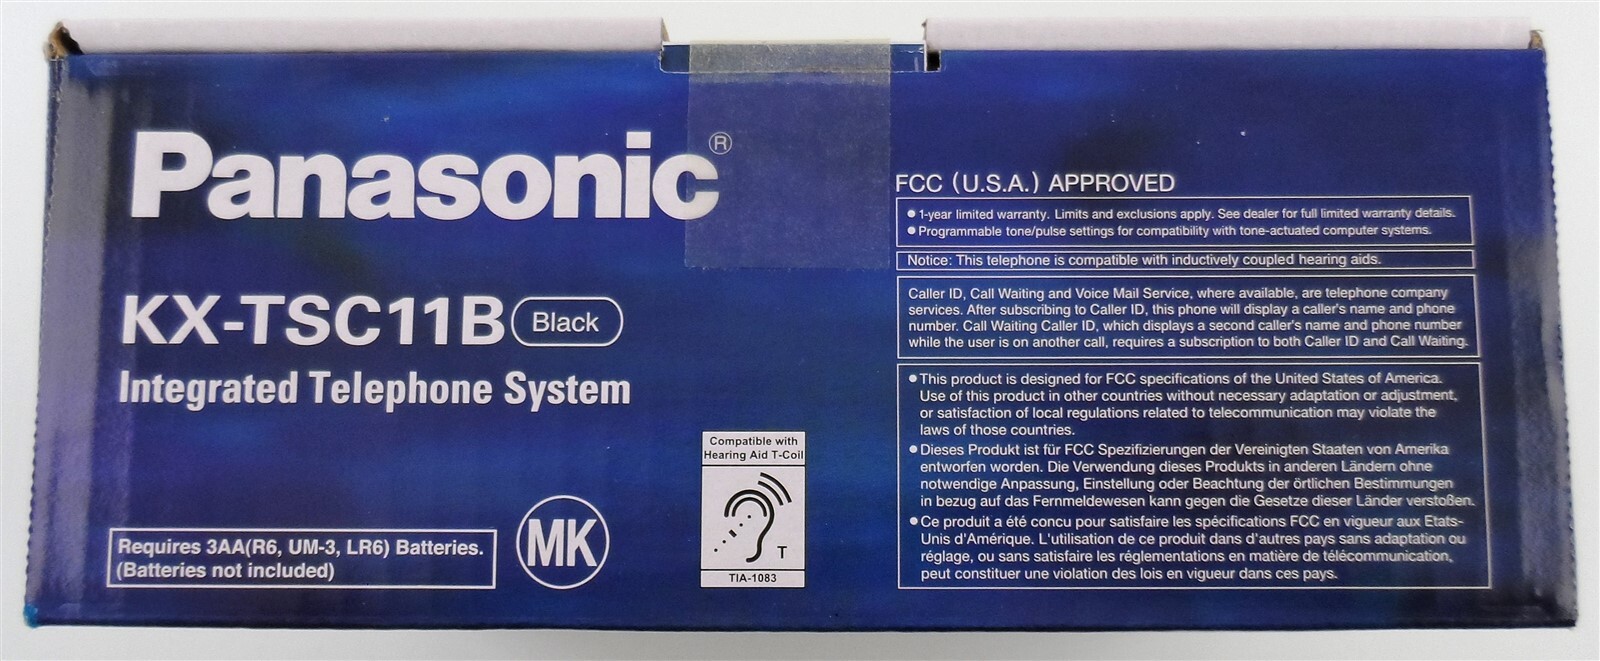 Panasonic®
KX-TSC11B Black
Integrated Telephone System
Requires 3AA(R6, UM-3, LR6) Batteries.
(Batteries not included)
MK
Compatible with
Hearing Aid T-Coil
T
TIA-1083
FCC (U.S.A.) APPROVED
● 1-year limited warranty. Limits and exclusions apply. See dealer for full limited warranty details.
● Programmable tone/pulse settings for compatibility with tone-actuated computer systems.
Notice: This telephone is compatible with inductively coupled hearing aids.
Caller ID, Call Waiting and Voice Mail Service, where available, are telephone company
services. After subscribing to Caller ID, this phone will display a caller's name and phone
number. Call Waiting Caller ID, which displays a second caller's name and phone number
while the user is on another call, requires a subscription to both Caller ID and Call Waiting.
● This product is designed for FCC specifications of the United States of America.
Use of this product in other countries without necessary adaptation or adjustment,
or satisfaction of local regulations related to telecommunication may violate the
laws of those countries.
● Dieses Produkt ist für FCC Spezifizierungen der Vereinigten Staaten von Amerika
entworfen worden. Die Verwendung dieses Produkts in anderen Ländern ohne
notwendige Anpassung, Einstellung oder Beachtung der örtlichen Bestimmungen
in bezug auf das Fernmeldewesen kann gegen die Gesetze dieser Länder verstoßen.
● Ce produit a été concu pour satisfaire les spécifications FCC en vigueur aux Etats-
Unis d'Amérique. L'utilisation de ce produit dans d'autres pays sans adaptation ou
réglage, ou sans satisfaire les réglementations en matière de télécommunication,
peut constituer une violation des lois en vigueur dans ces pays.